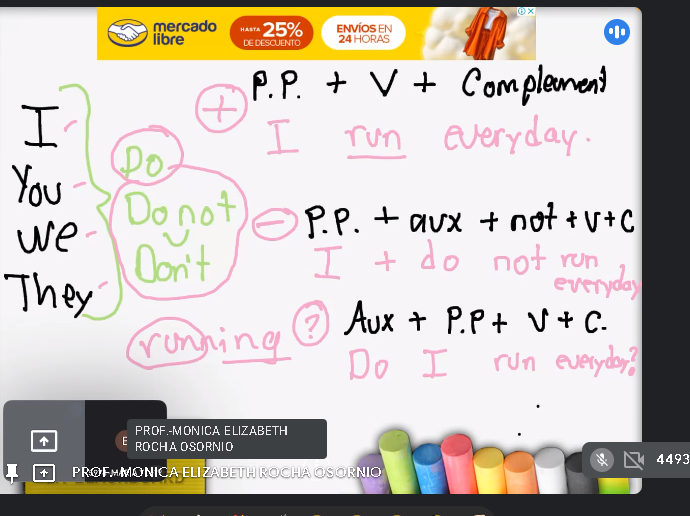 mercado libre
HASTA 25% DE DESCUENTO
ENVÍOS EN 24 HORAS
I
You
We
They
Do
Do not
Don't
running
+ P.P. + V + Complement
I run everyday.
- P.P. + aux + not + V + C
I + do not run everyday
? Aux + P.P + V + C.
Do I run everyday?
E
PROF.-MONICA ELIZABETH
ROCHA OSORNIO
PROF.-MONICA ELIZABETH ROCHA OSORNIO
4493